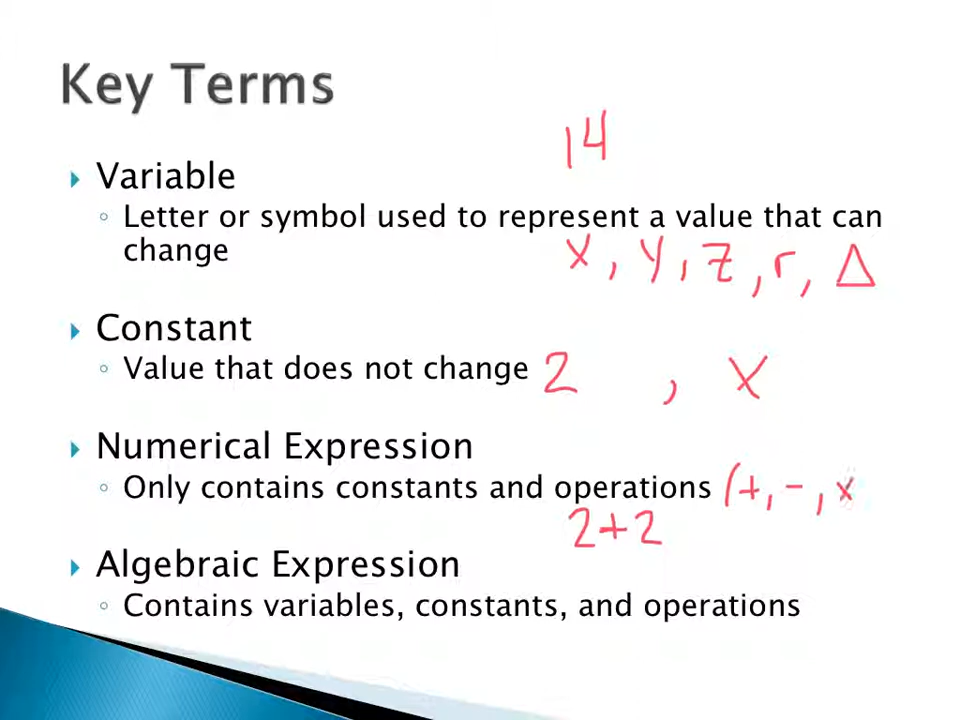 Key Terms
14
Variable
Letter or symbol used to represent a value that can
change
x, y, z, r, Δ
Constant
Value that does not change 2 , x
Numerical Expression
Only contains constants and operations (+, -, x
2+2
Algebraic Expression
Contains variables, constants, and operations